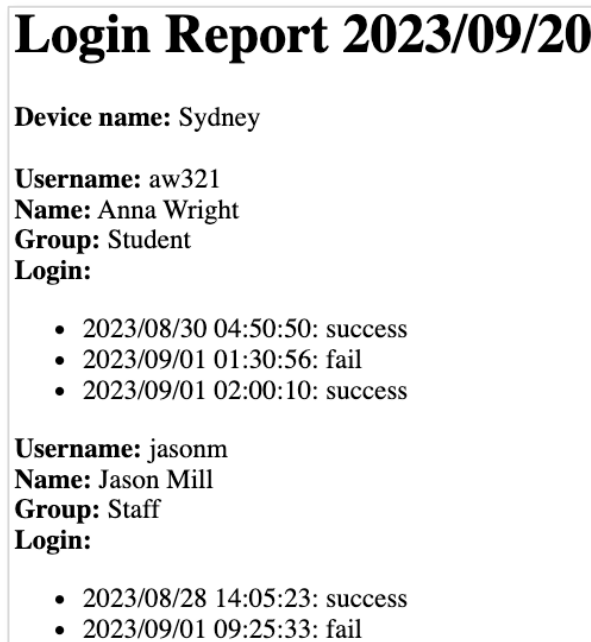 Login Report 2023/09/20
Device name: Sydney
Username: aw321
Name: Anna Wright
Group: Student
Login:
• 2023/08/30 04:50:50: success
• 2023/09/01 01:30:56: fail
• 2023/09/01 02:00:10: success
Username: jasonm
Name: Jason Mill
Group: Staff
Login:
• 2023/08/28 14:05:23: success
• 2023/09/01 09:25:33: fail